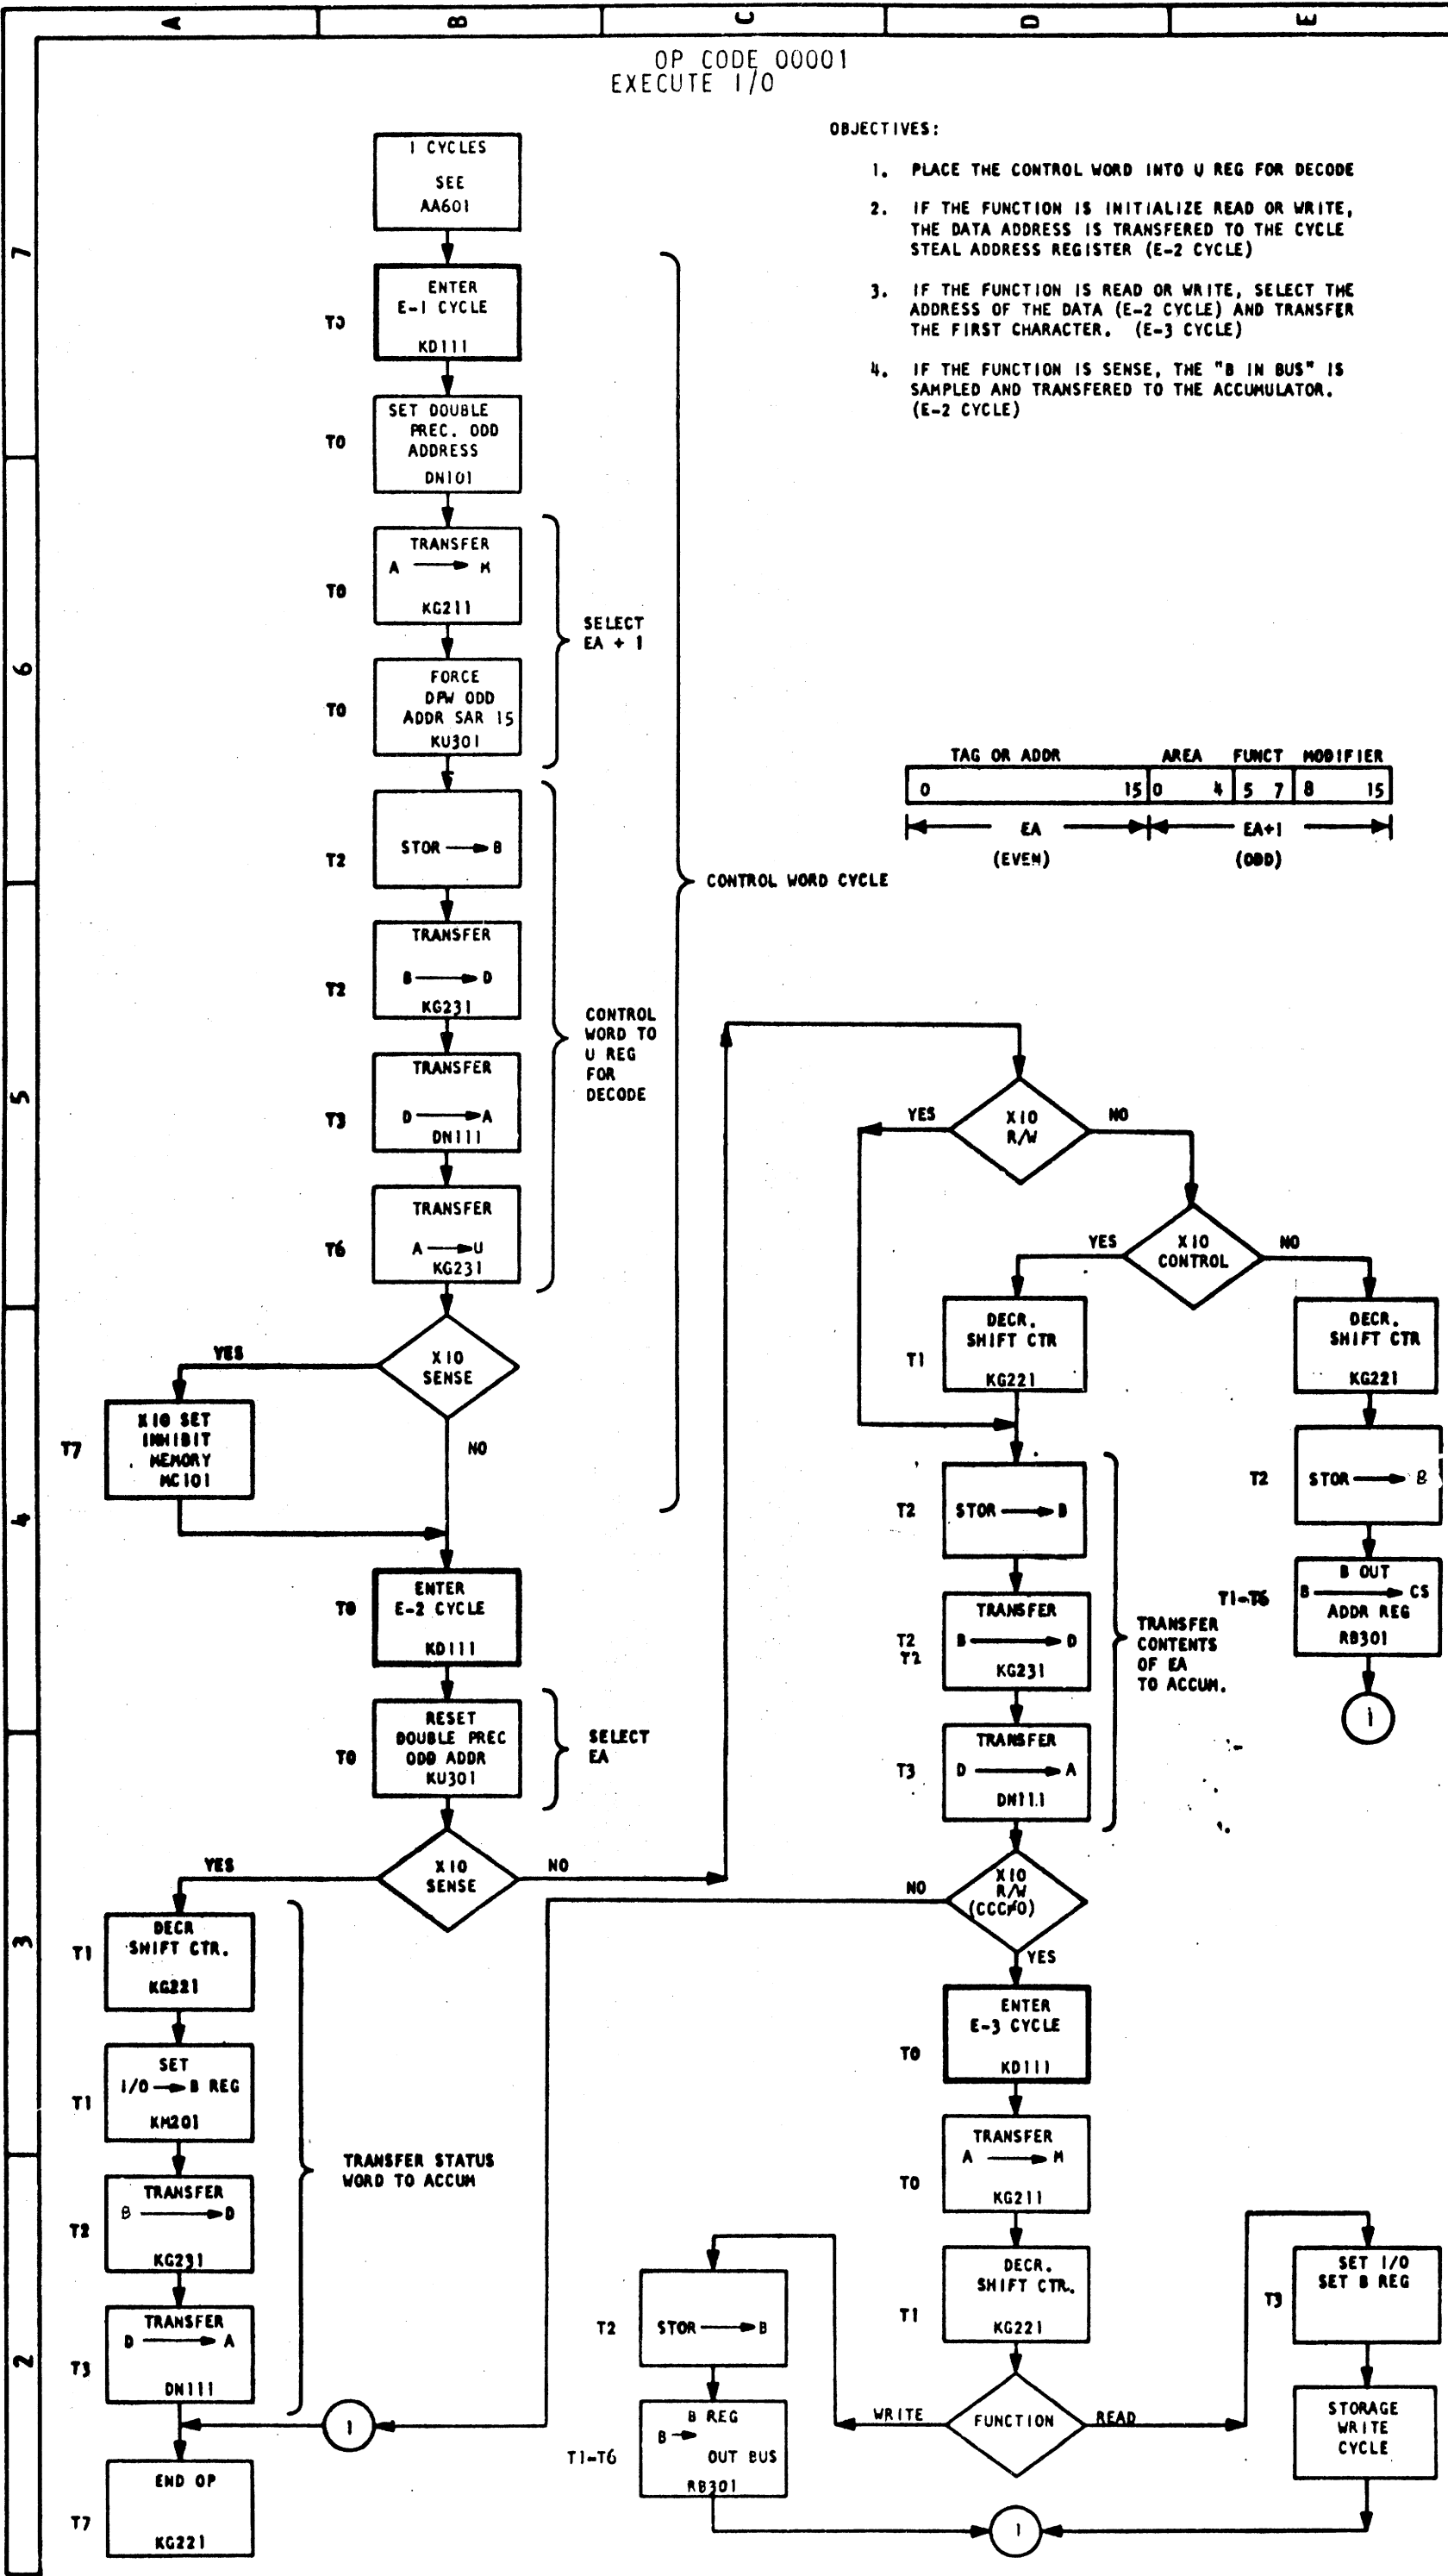 A
B
C
D
E
OP CODE 00001
EXECUTE I/O
OBJECTIVES:
1. PLACE THE CONTROL WORD INTO U REG FOR DECODE
2. IF THE FUNCTION IS INITIALIZE READ OR WRITE,
THE DATA ADDRESS IS TRANSFERED TO THE CYCLE
STEAL ADDRESS REGISTER (E-2 CYCLE)
3. IF THE FUNCTION IS READ OR WRITE, SELECT THE
ADDRESS OF THE DATA (E-2 CYCLE) AND TRANSFER
THE FIRST CHARACTER. (E-3 CYCLE)
4. IF THE FUNCTION IS SENSE, THE "B IN BUS" IS
SAMPLED AND TRANSFERED TO THE ACCUMULATOR.
(E-2 CYCLE)
7
6
5
4
3
2
I CYCLES
SEE
AA601
T0
ENTER
E-1 CYCLE
KD111
T0
SET DOUBLE
PREC. ODD
ADDRESS
DN101
T0
TRANSFER
A → M
KG211
T0
FORCE
DPW ODD
ADDR SAR 15
KU301
SELECT
EA + 1
T2
STOR → B
T2
TRANSFER
B → D
KG231
T3
TRANSFER
D → A
DN111
T6
TRANSFER
A → U
KG231
CONTROL
WORD TO
U REG
FOR
DECODE
CONTROL WORD CYCLE
TAG OR ADDR AREA FUNCT MODIFIER
0 15 0 4 5 7 8 15
EA EA+1
(EVEN) (ODD)
XIO
SENSE
YES
NO
T7
XIO SET
INHIBIT
MEMORY
MC101
T0
ENTER
E-2 CYCLE
KD111
T0
RESET
DOUBLE PREC
ODD ADDR
KU301
SELECT
EA
XIO
SENSE
YES
NO
T1
DECR
SHIFT CTR.
KG221
T1
SET
I/O → B REG
KM201
T2
TRANSFER
B → D
KG231
T3
TRANSFER
D → A
DN111
TRANSFER STATUS
WORD TO ACCUM
1
T7
END OP
KG221
XIO
R/W
YES
NO
XIO
CONTROL
YES
NO
T1
DECR.
SHIFT CTR
KG221
T2
STOR → B
T2
T2
TRANSFER
B → D
KG231
T3
TRANSFER
D → A
DN111
TRANSFER
CONTENTS
OF EA
TO ACCUM.
DECR.
SHIFT CTR
KG221
T2
STOR → B
T1-T6
B OUT
B → CS
ADDR REG
RB301
1
XIO
R/W
(CCC≠0)
NO
YES
T0
ENTER
E-3 CYCLE
KD111
T0
TRANSFER
A → M
KG211
T1
DECR.
SHIFT CTR.
KG221
FUNCTION
WRITE
READ
T2
STOR → B
T1-T6
B REG
B →
OUT BUS
RB301
T3
SET I/O
SET B REG
STORAGE
WRITE
CYCLE
1